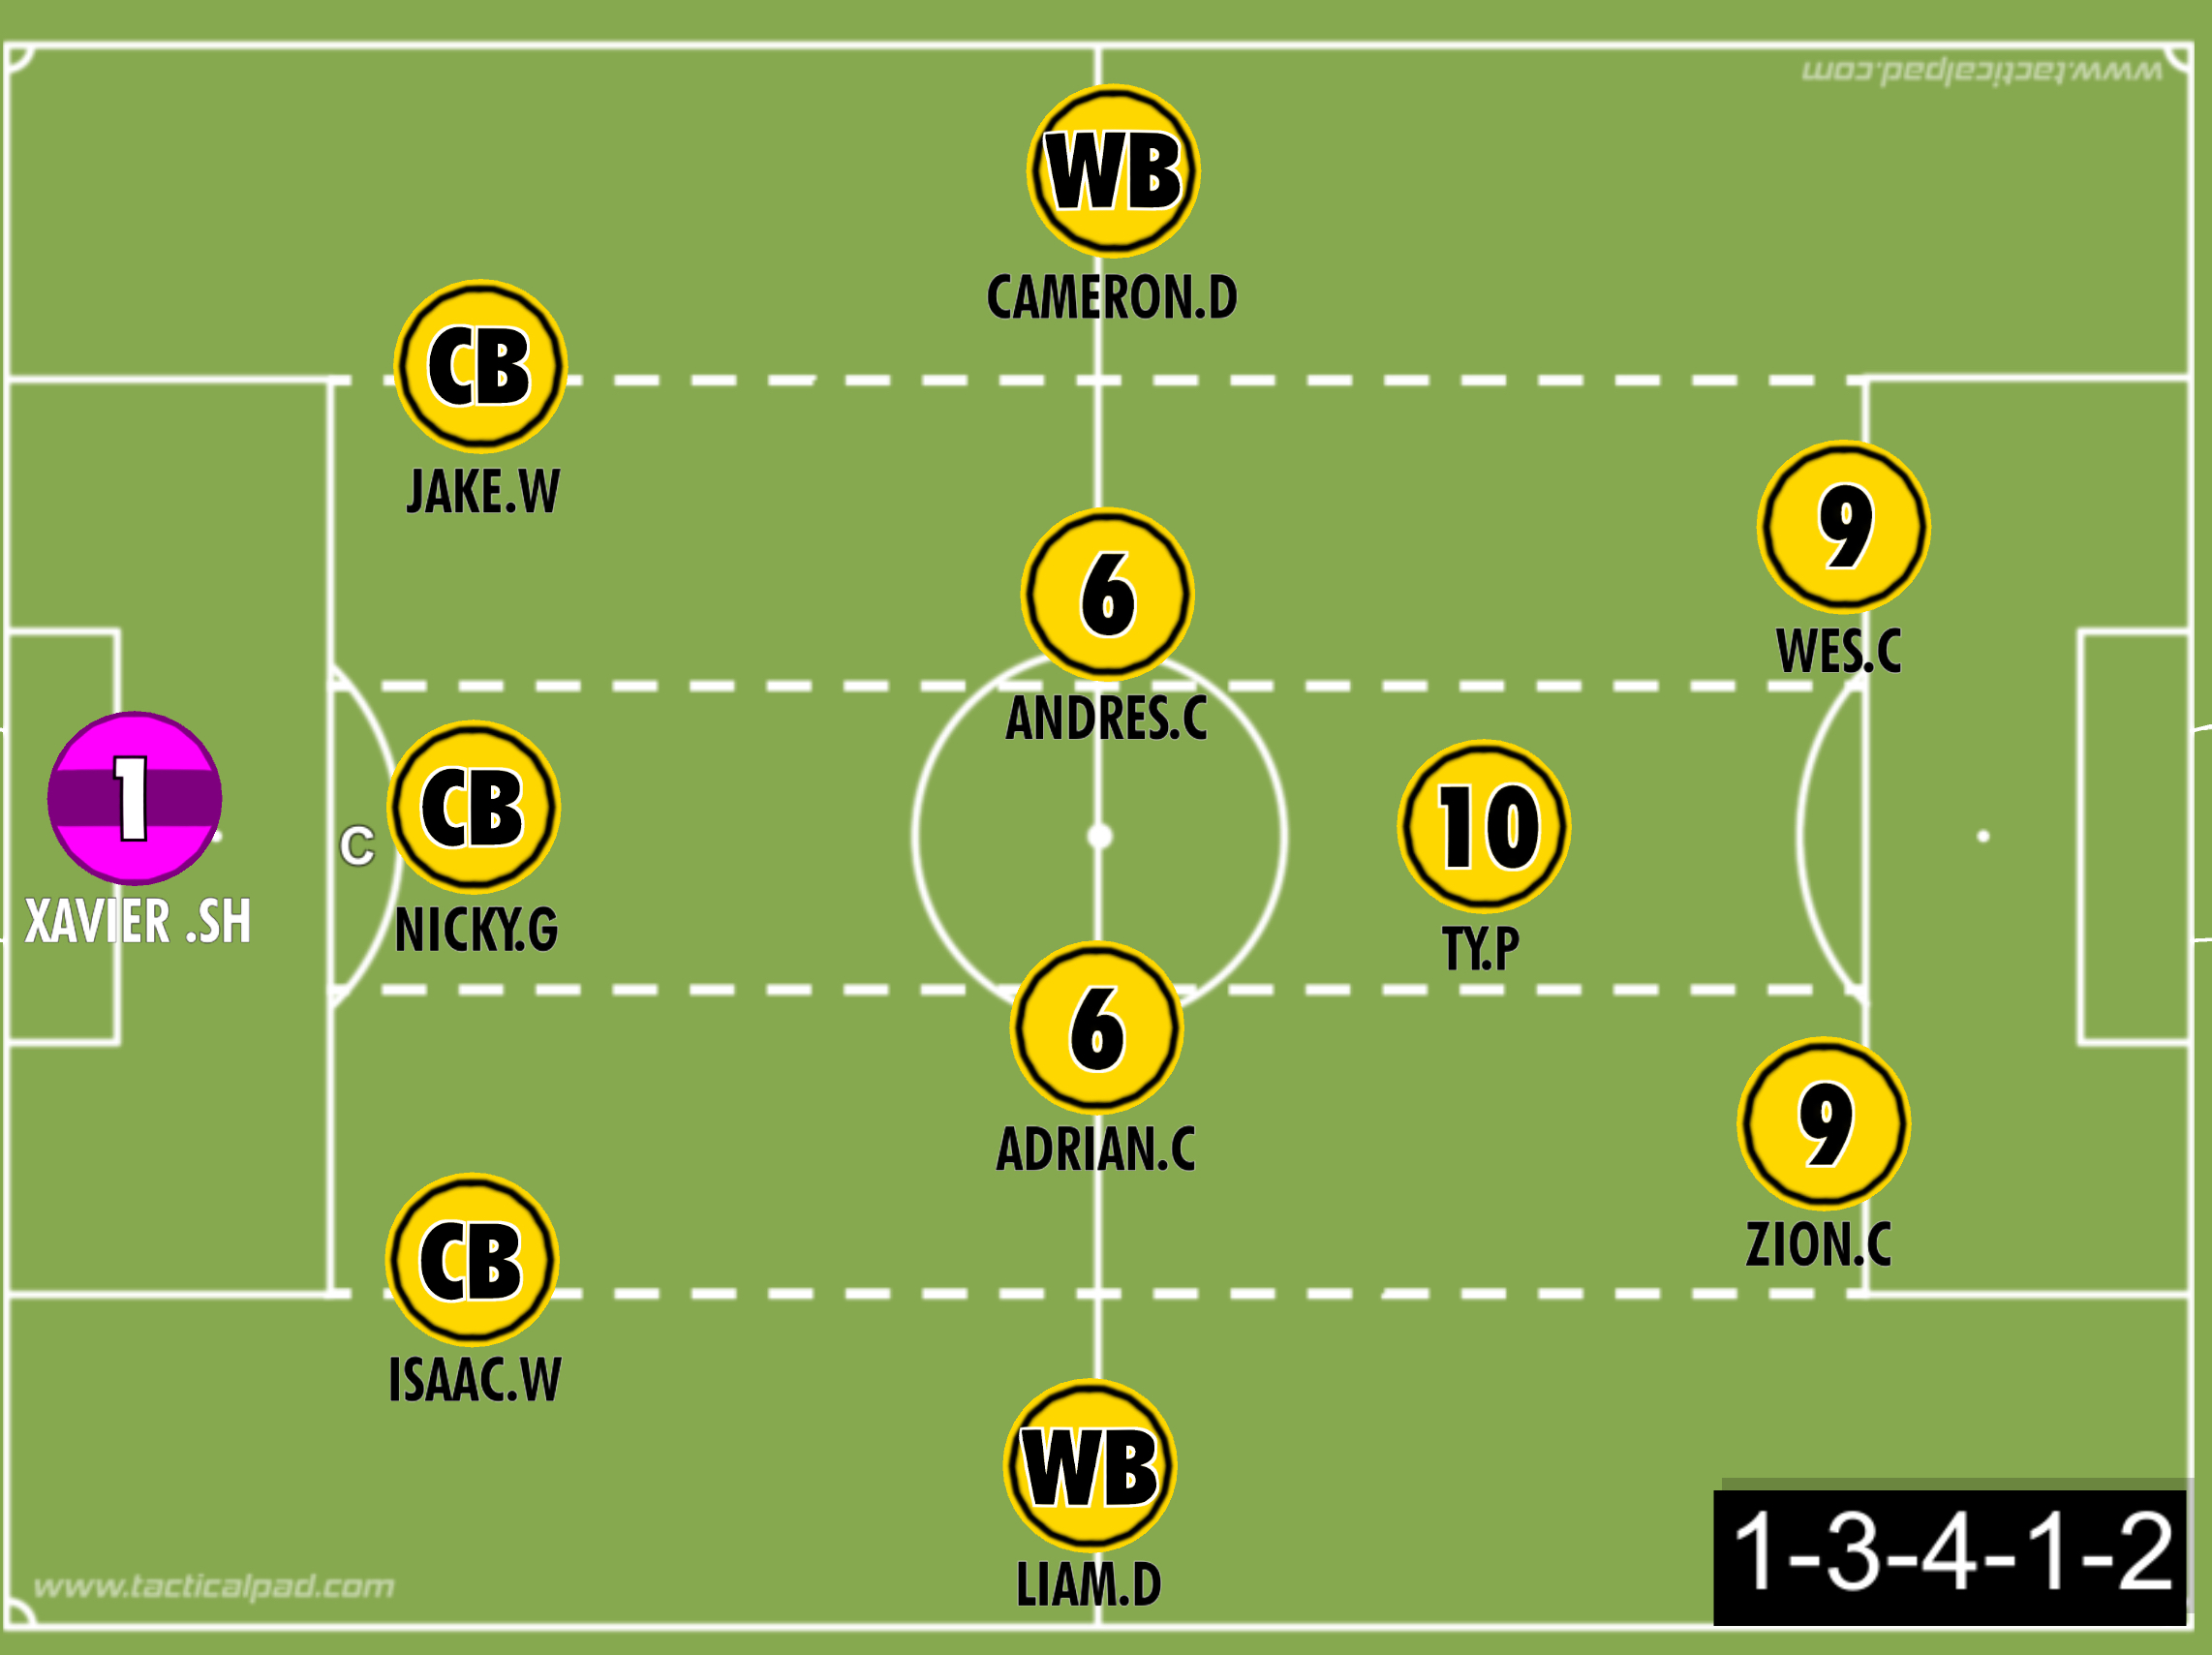 www.tacticalpad.com
WB
CAMERON.D
CB
JAKE.W
9
WES.C
6
ANDRES.C
1
XAVIER .SH
C
CB
NICKY.G
10
TY.P
6
ADRIAN.C
9
ZION.C
CB
ISAAC.W
WB
LIAM.D
1-3-4-1-2
www.tacticalpad.com